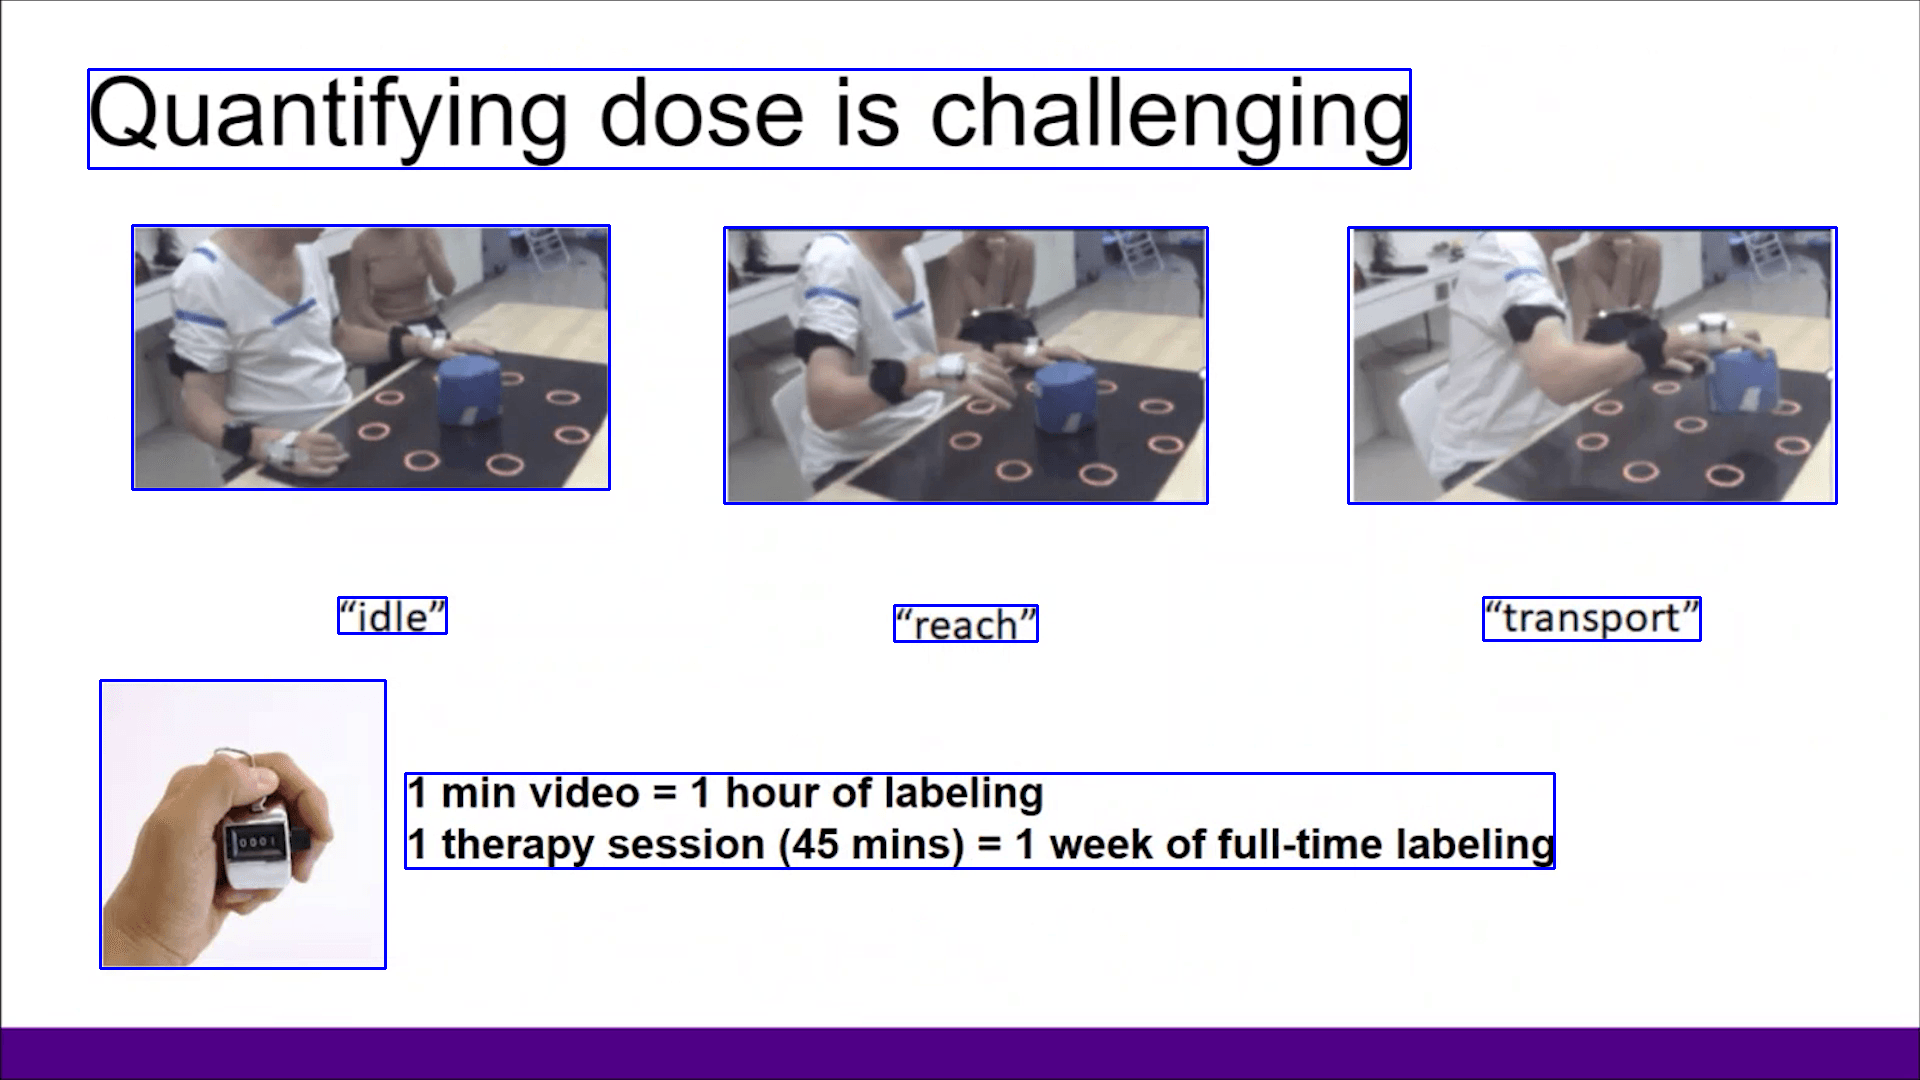 Quantifying dose is challenging
“idle”
“reach”
“transport”
0001
1 min video = 1 hour of labeling
1 therapy session (45 mins) = 1 week of full-time labeling